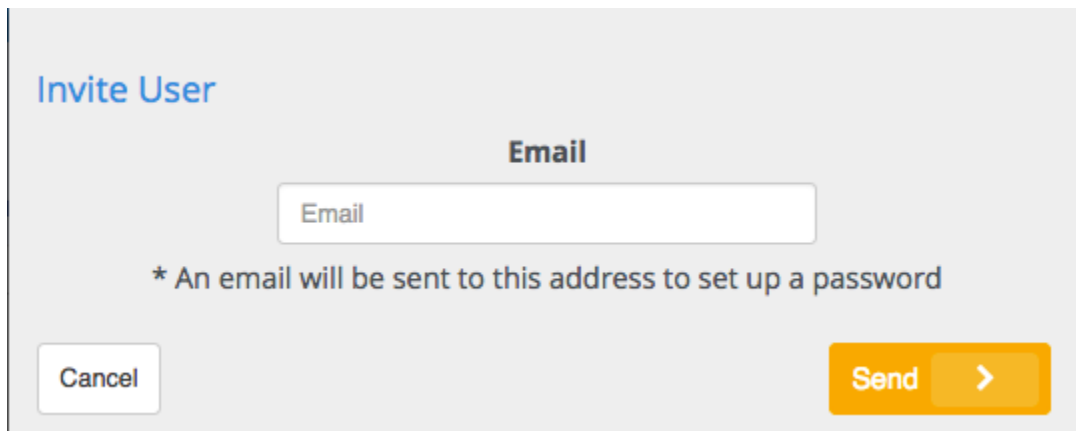 Invite User
Email
Email
* An email will be sent to this address to set up a password
Cancel
Send